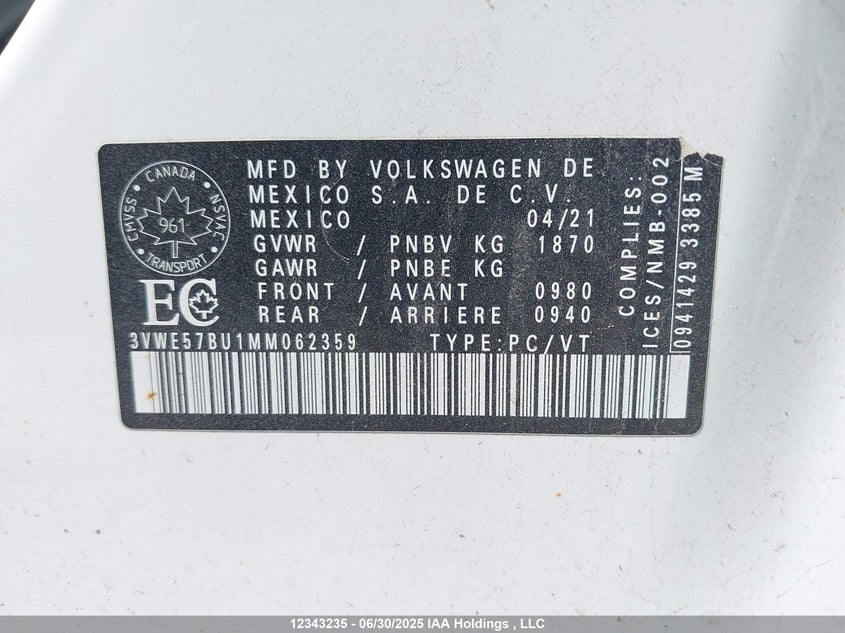 CANADA
CMVSS
NSVAC
961
TRANSPORT
EC
MFD BY VOLKSWAGEN DE
MEXICO S.A. DE C.V.
MEXICO 04/21
GVWR / PNBV KG 1870
GAWR / PNBE KG
FRONT / AVANT 0980
REAR / ARRIERE 0940
3VWE57BU1MM062359 TYPE:PC/VT
COMPLIES:
ICES/NMB-002
0941429 3385 M
12343235 - 06/30/2025 IAA Holdings , LLC